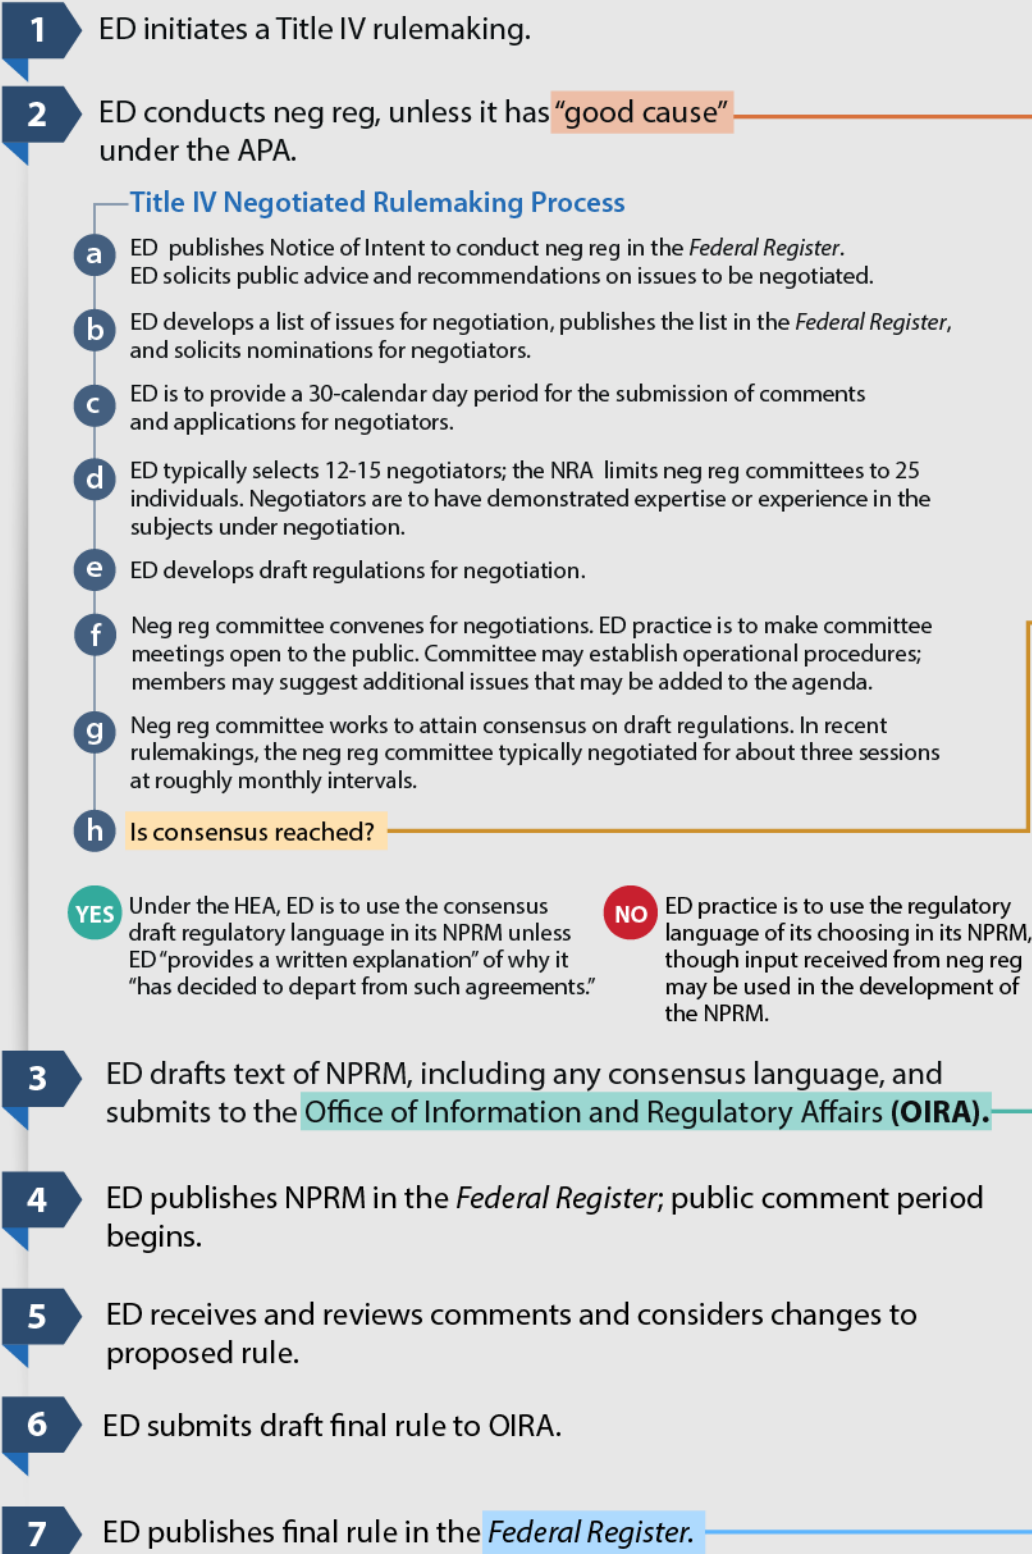 1 ED initiates a Title IV rulemaking.
2 ED conducts neg reg, unless it has “good cause”
under the APA.
Title IV Negotiated Rulemaking Process
a ED publishes Notice of Intent to conduct neg reg in the Federal Register.
ED solicits public advice and recommendations on issues to be negotiated.
b ED develops a list of issues for negotiation, publishes the list in the Federal Register,
and solicits nominations for negotiators.
c ED is to provide a 30-calendar day period for the submission of comments
and applications for negotiators.
d ED typically selects 12-15 negotiators; the NRA limits neg reg committees to 25
individuals. Negotiators are to have demonstrated expertise or experience in the
subjects under negotiation.
e ED develops draft regulations for negotiation.
f Neg reg committee convenes for negotiations. ED practice is to make committee
meetings open to the public. Committee may establish operational procedures;
members may suggest additional issues that may be added to the agenda.
g Neg reg committee works to attain consensus on draft regulations. In recent
rulemakings, the neg reg committee typically negotiated for about three sessions
at roughly monthly intervals.
h Is consensus reached?
YES Under the HEA, ED is to use the consensus
draft regulatory language in its NPRM unless
ED “provides a written explanation” of why it
“has decided to depart from such agreements.”
NO ED practice is to use the regulatory
language of its choosing in its NPRM,
though input received from neg reg
may be used in the development of
the NPRM.
3 ED drafts text of NPRM, including any consensus language, and
submits to the Office of Information and Regulatory Affairs (OIRA).
4 ED publishes NPRM in the Federal Register; public comment period
begins.
5 ED receives and reviews comments and considers changes to
proposed rule.
6 ED submits draft final rule to OIRA.
7 ED publishes final rule in the Federal Register.